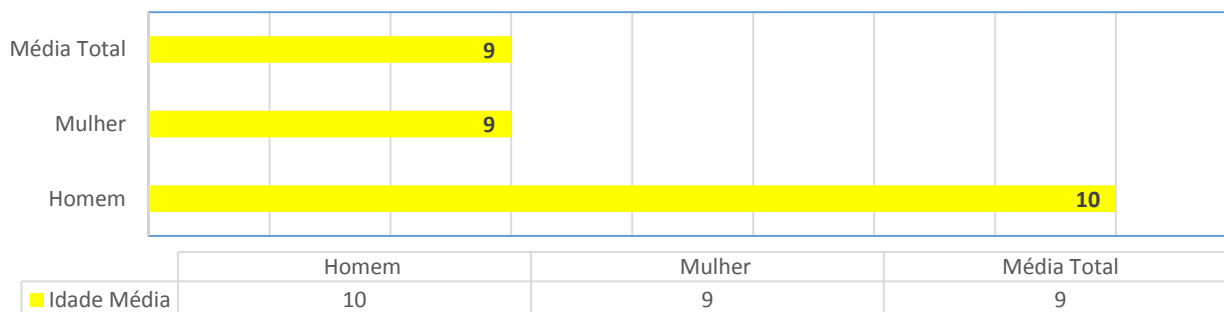 Média Total 9
Mulher 9
Homem 10
Homem Mulher Média Total
Idade Média 10 9 9